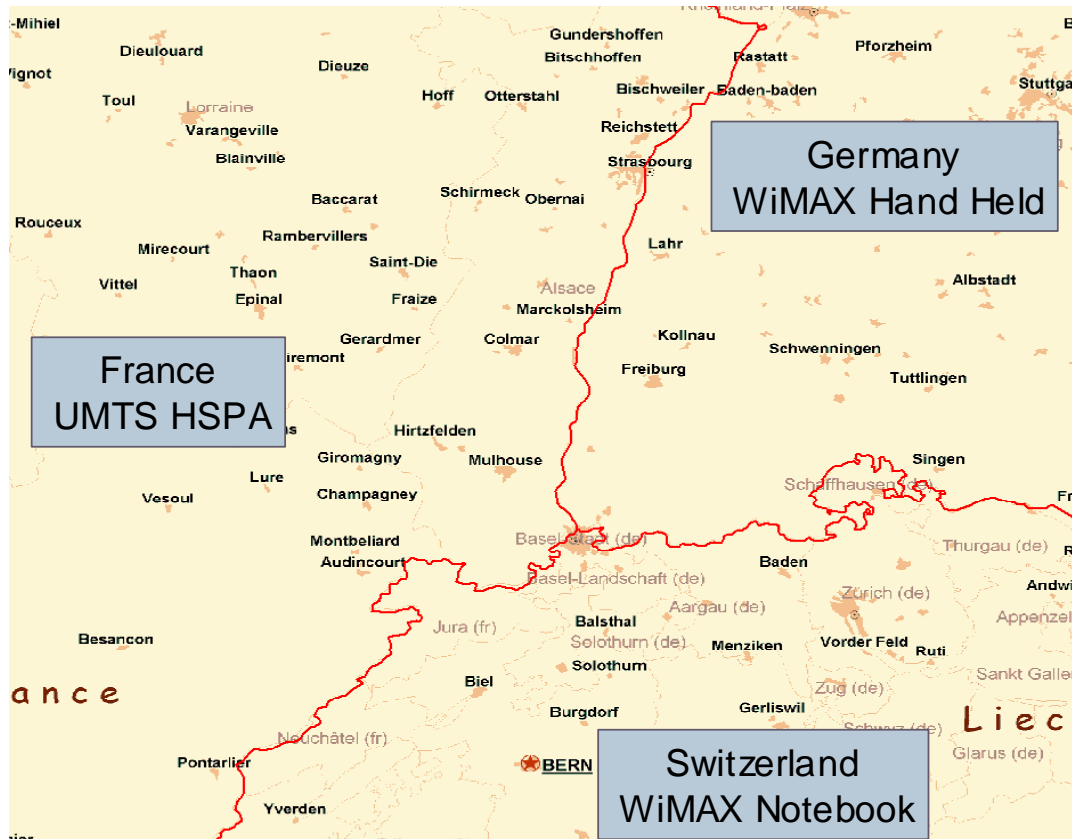 Rheinland-Pfalz
-Mihiel
Gundershoffen
Dieulouard
Pforzheim
Bitschhoffen
Rastatt
Dieuze
Vignot
Stuttga
Toul
Hoff
Otterstahl
Bischweiler
Baden-baden
Lorraine
Varangeville
Reichstett
Blainville
Strasbourg
Germany
WiMAX Hand Held
Schirmeck
Obernai
Baccarat
Rouceux
Rambervillers
Mirecourt
Lahr
Saint-Die
Thaon
Vittel
Albstadt
Epinal
Fraize
Alsace
Marckolsheim
Gerardmer
Colmar
Kollnau
Schwenningen
iremont
Freiburg
Tuttlingen
France
UMTS HSPA
Hirtzfelden
Giromagny
Mulhouse
Singen
Lure
Schaffhausen (de)
Vesoul
Champagney
Fr
Montbeliard
Basel-Stadt (de)
Thurgau (de)
Audincourt
Baden
R
Basel-Landschaft (de)
Andwi
Zürich (de)
Aargau (de)
Appenzel
Jura (fr)
Balsthal
Besancon
Solothurn (de)
Menziken
Vorder Feld
Ruti
Solothurn
Sankt Galle
Biel
Zug (de)
ance
Burgdorf
Gerliswil
Liec
Schwyz (de)
Neuchâtel (fr)
Glarus (de)
Pontarlier
BERN
Switzerland
WiMAX Notebook
Yverden